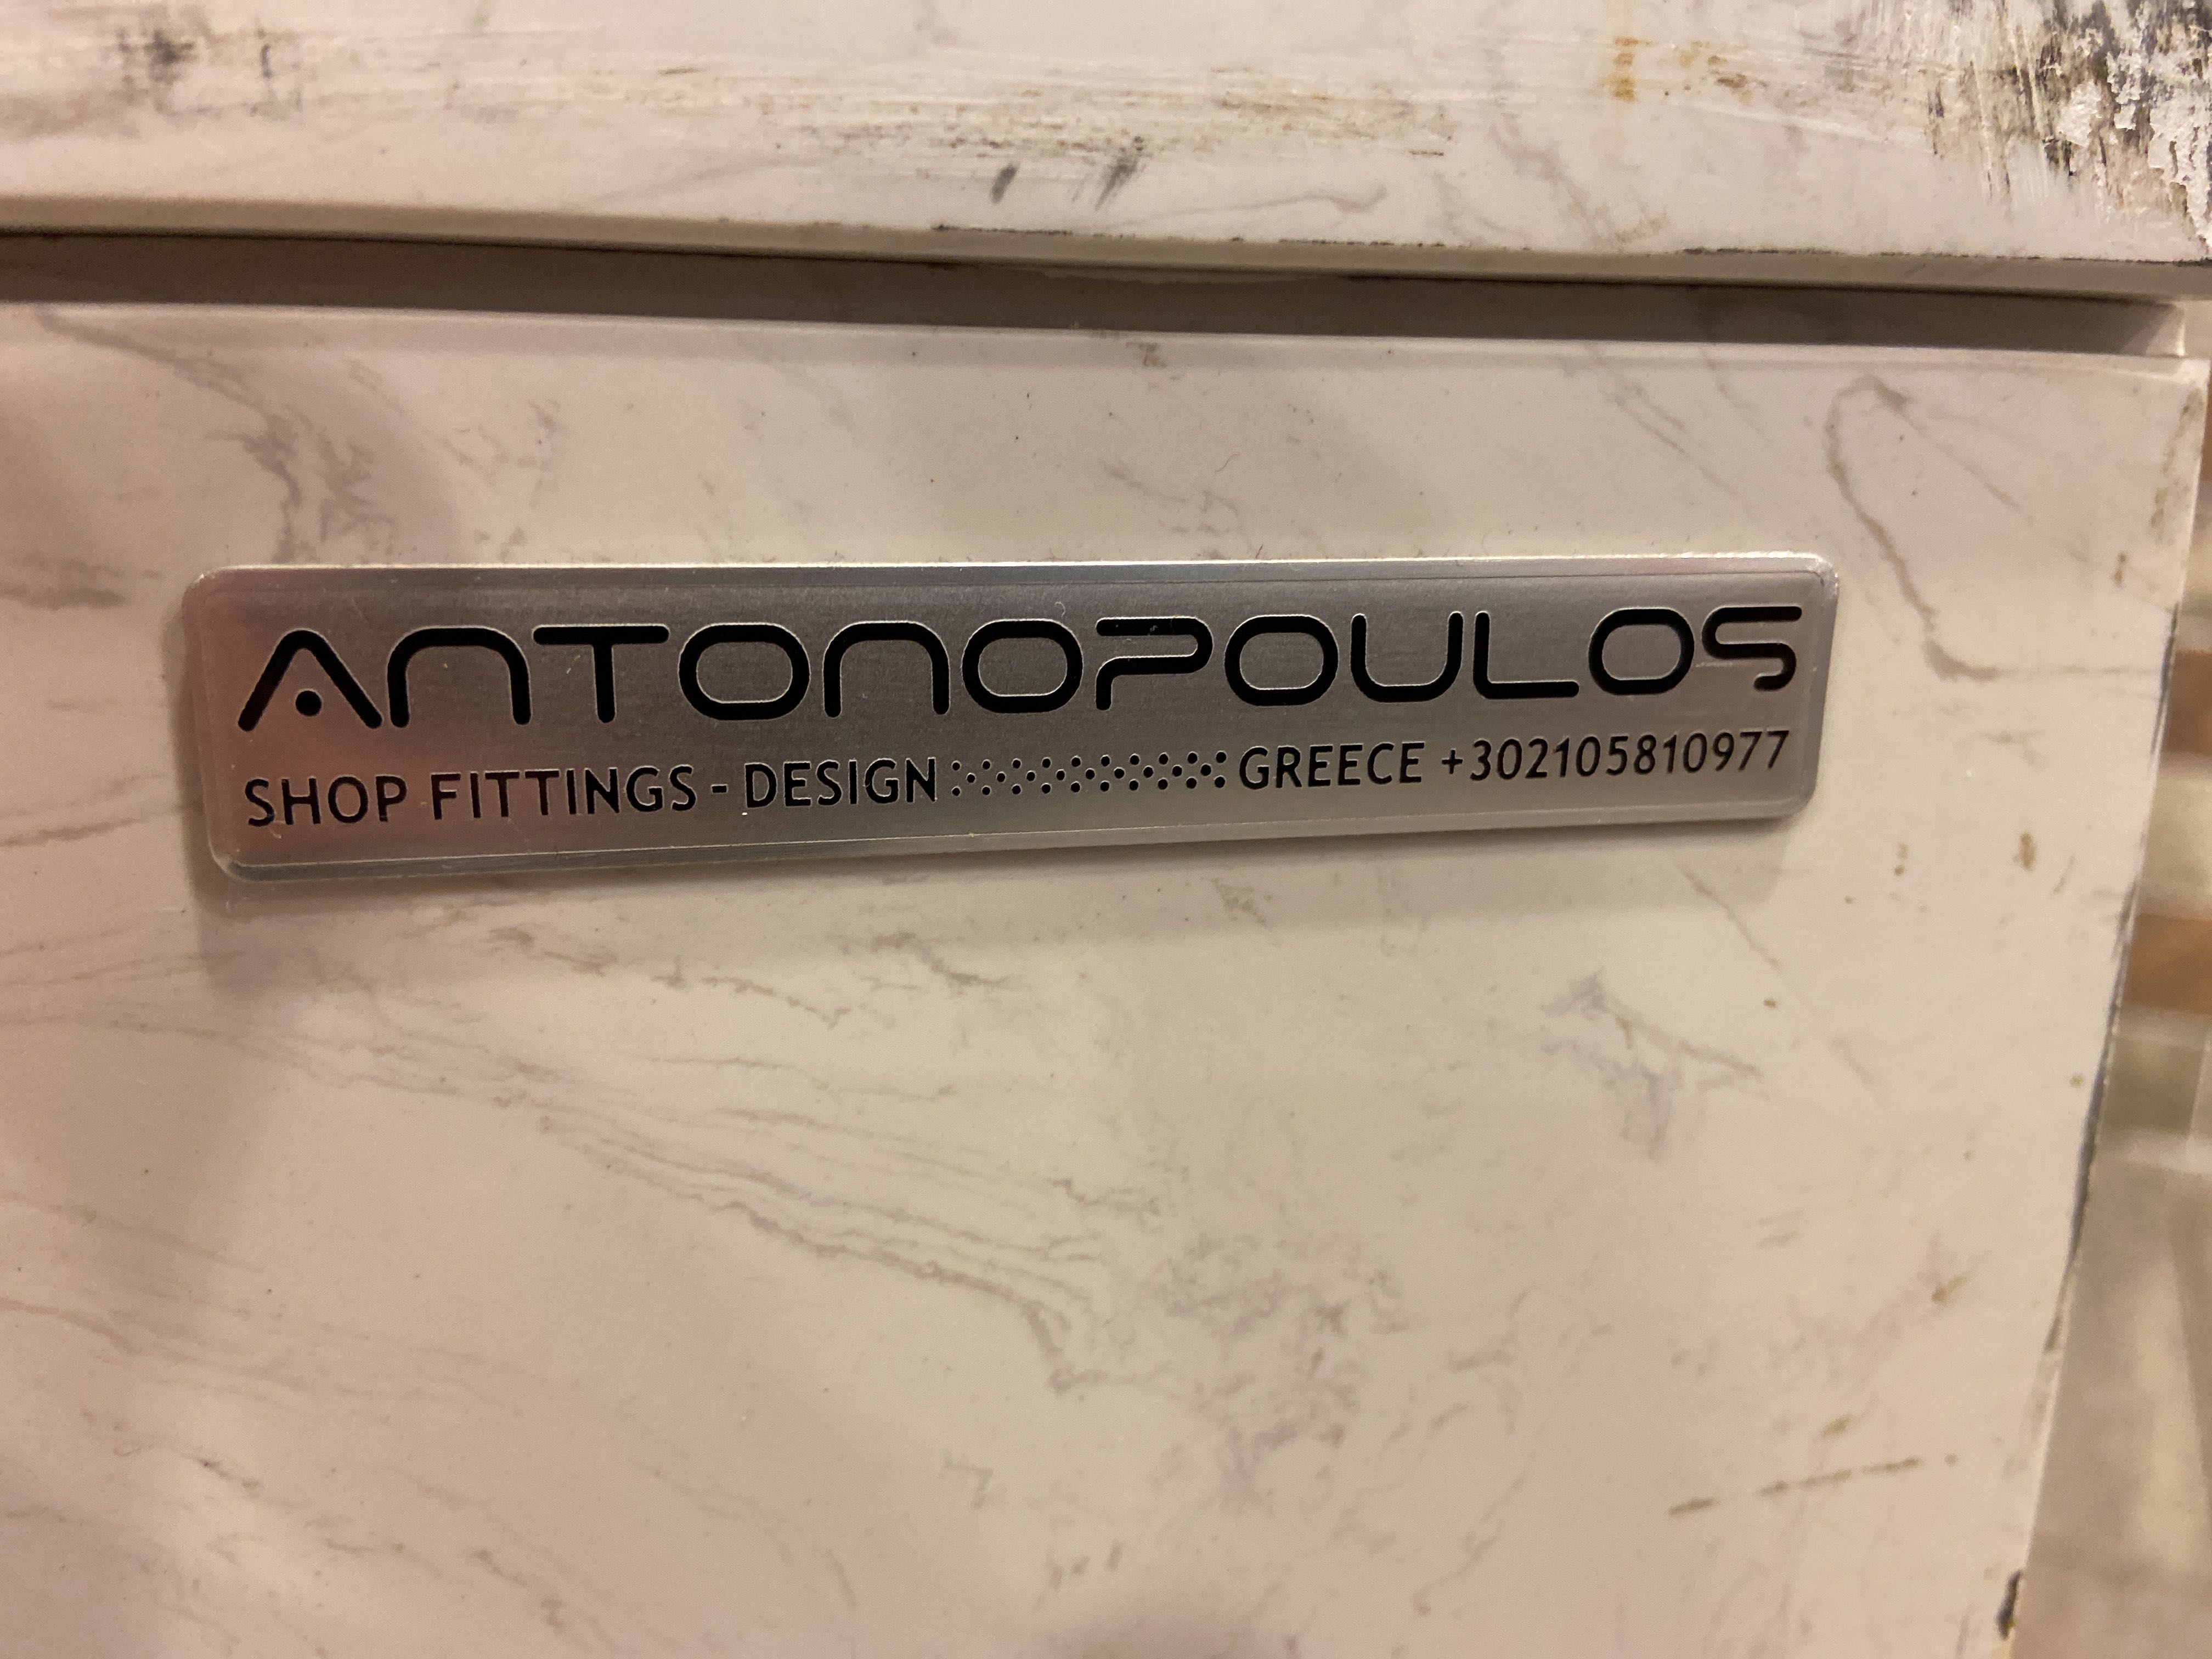 ANTONOPOULOS
SHOP FITTINGS - DESIGN GREECE +302105810977